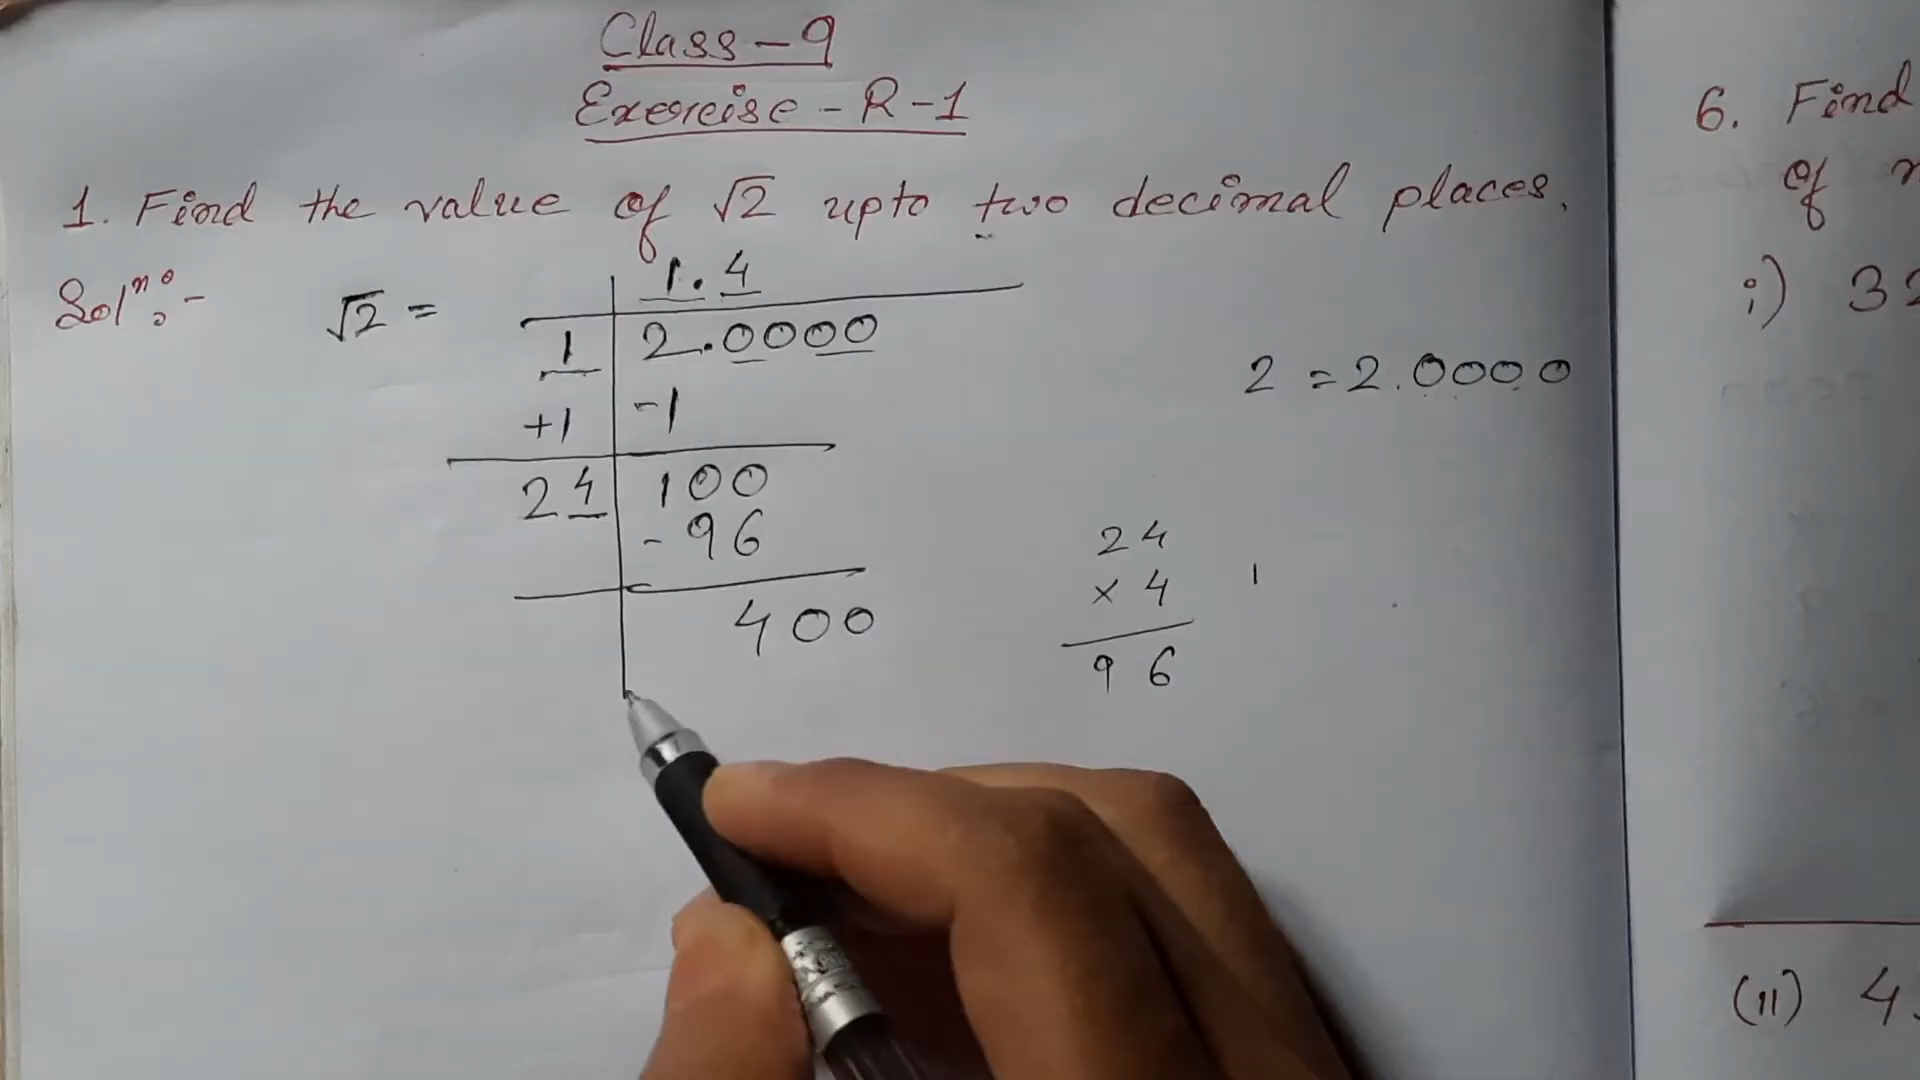 Class - 9
Exercise - R - 1
1. Find the value of √2 upto two decimal places.
Solⁿ:-
√2 =
1.4
1 2.0000
+1 -1
24 100
-96
400
2 = 2.0000
24
× 4
96
6. Find
of
i) 3
(ii) 4